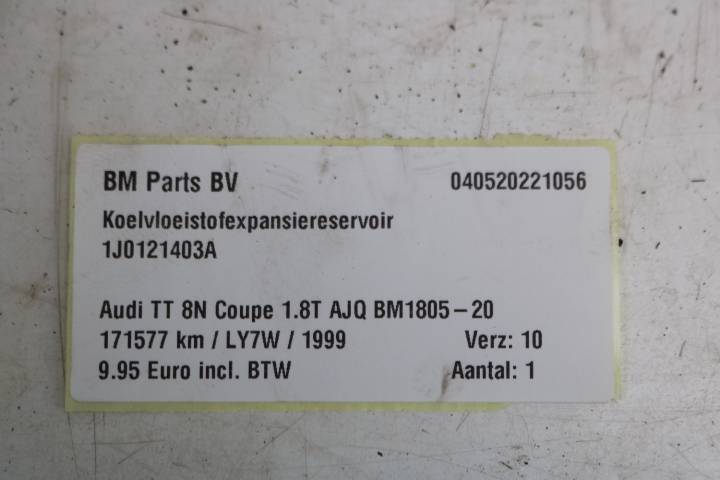 BM Parts BV 040520221056
Koelvloeistofexpansiereservoir
1J0121403A
Audi TT 8N Coupe 1.8T AJQ BM1805-20
171577 km / LY7W / 1999 Verz: 10
9.95 Euro incl. BTW Aantal: 1